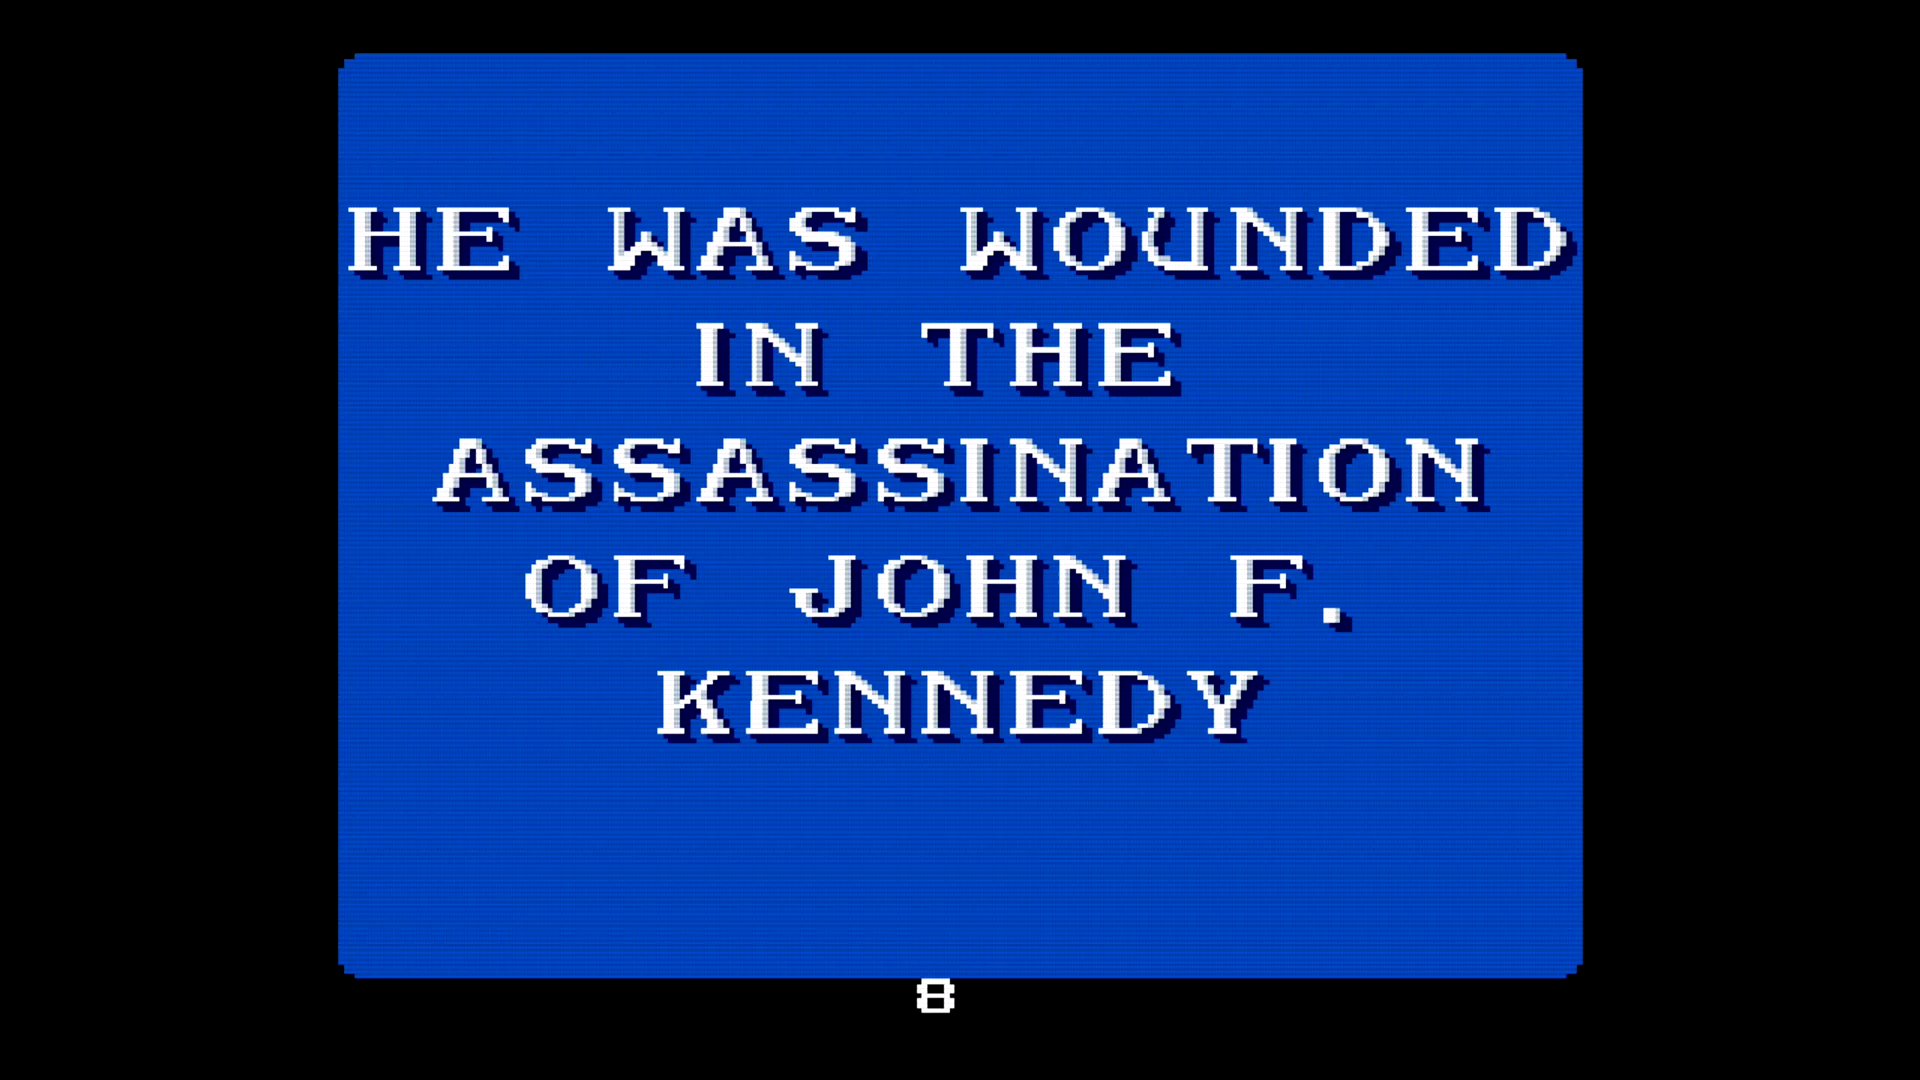 HE WAS WOUNDED
IN THE
ASSASSINATION
OF JOHN F.
KENNEDY
8